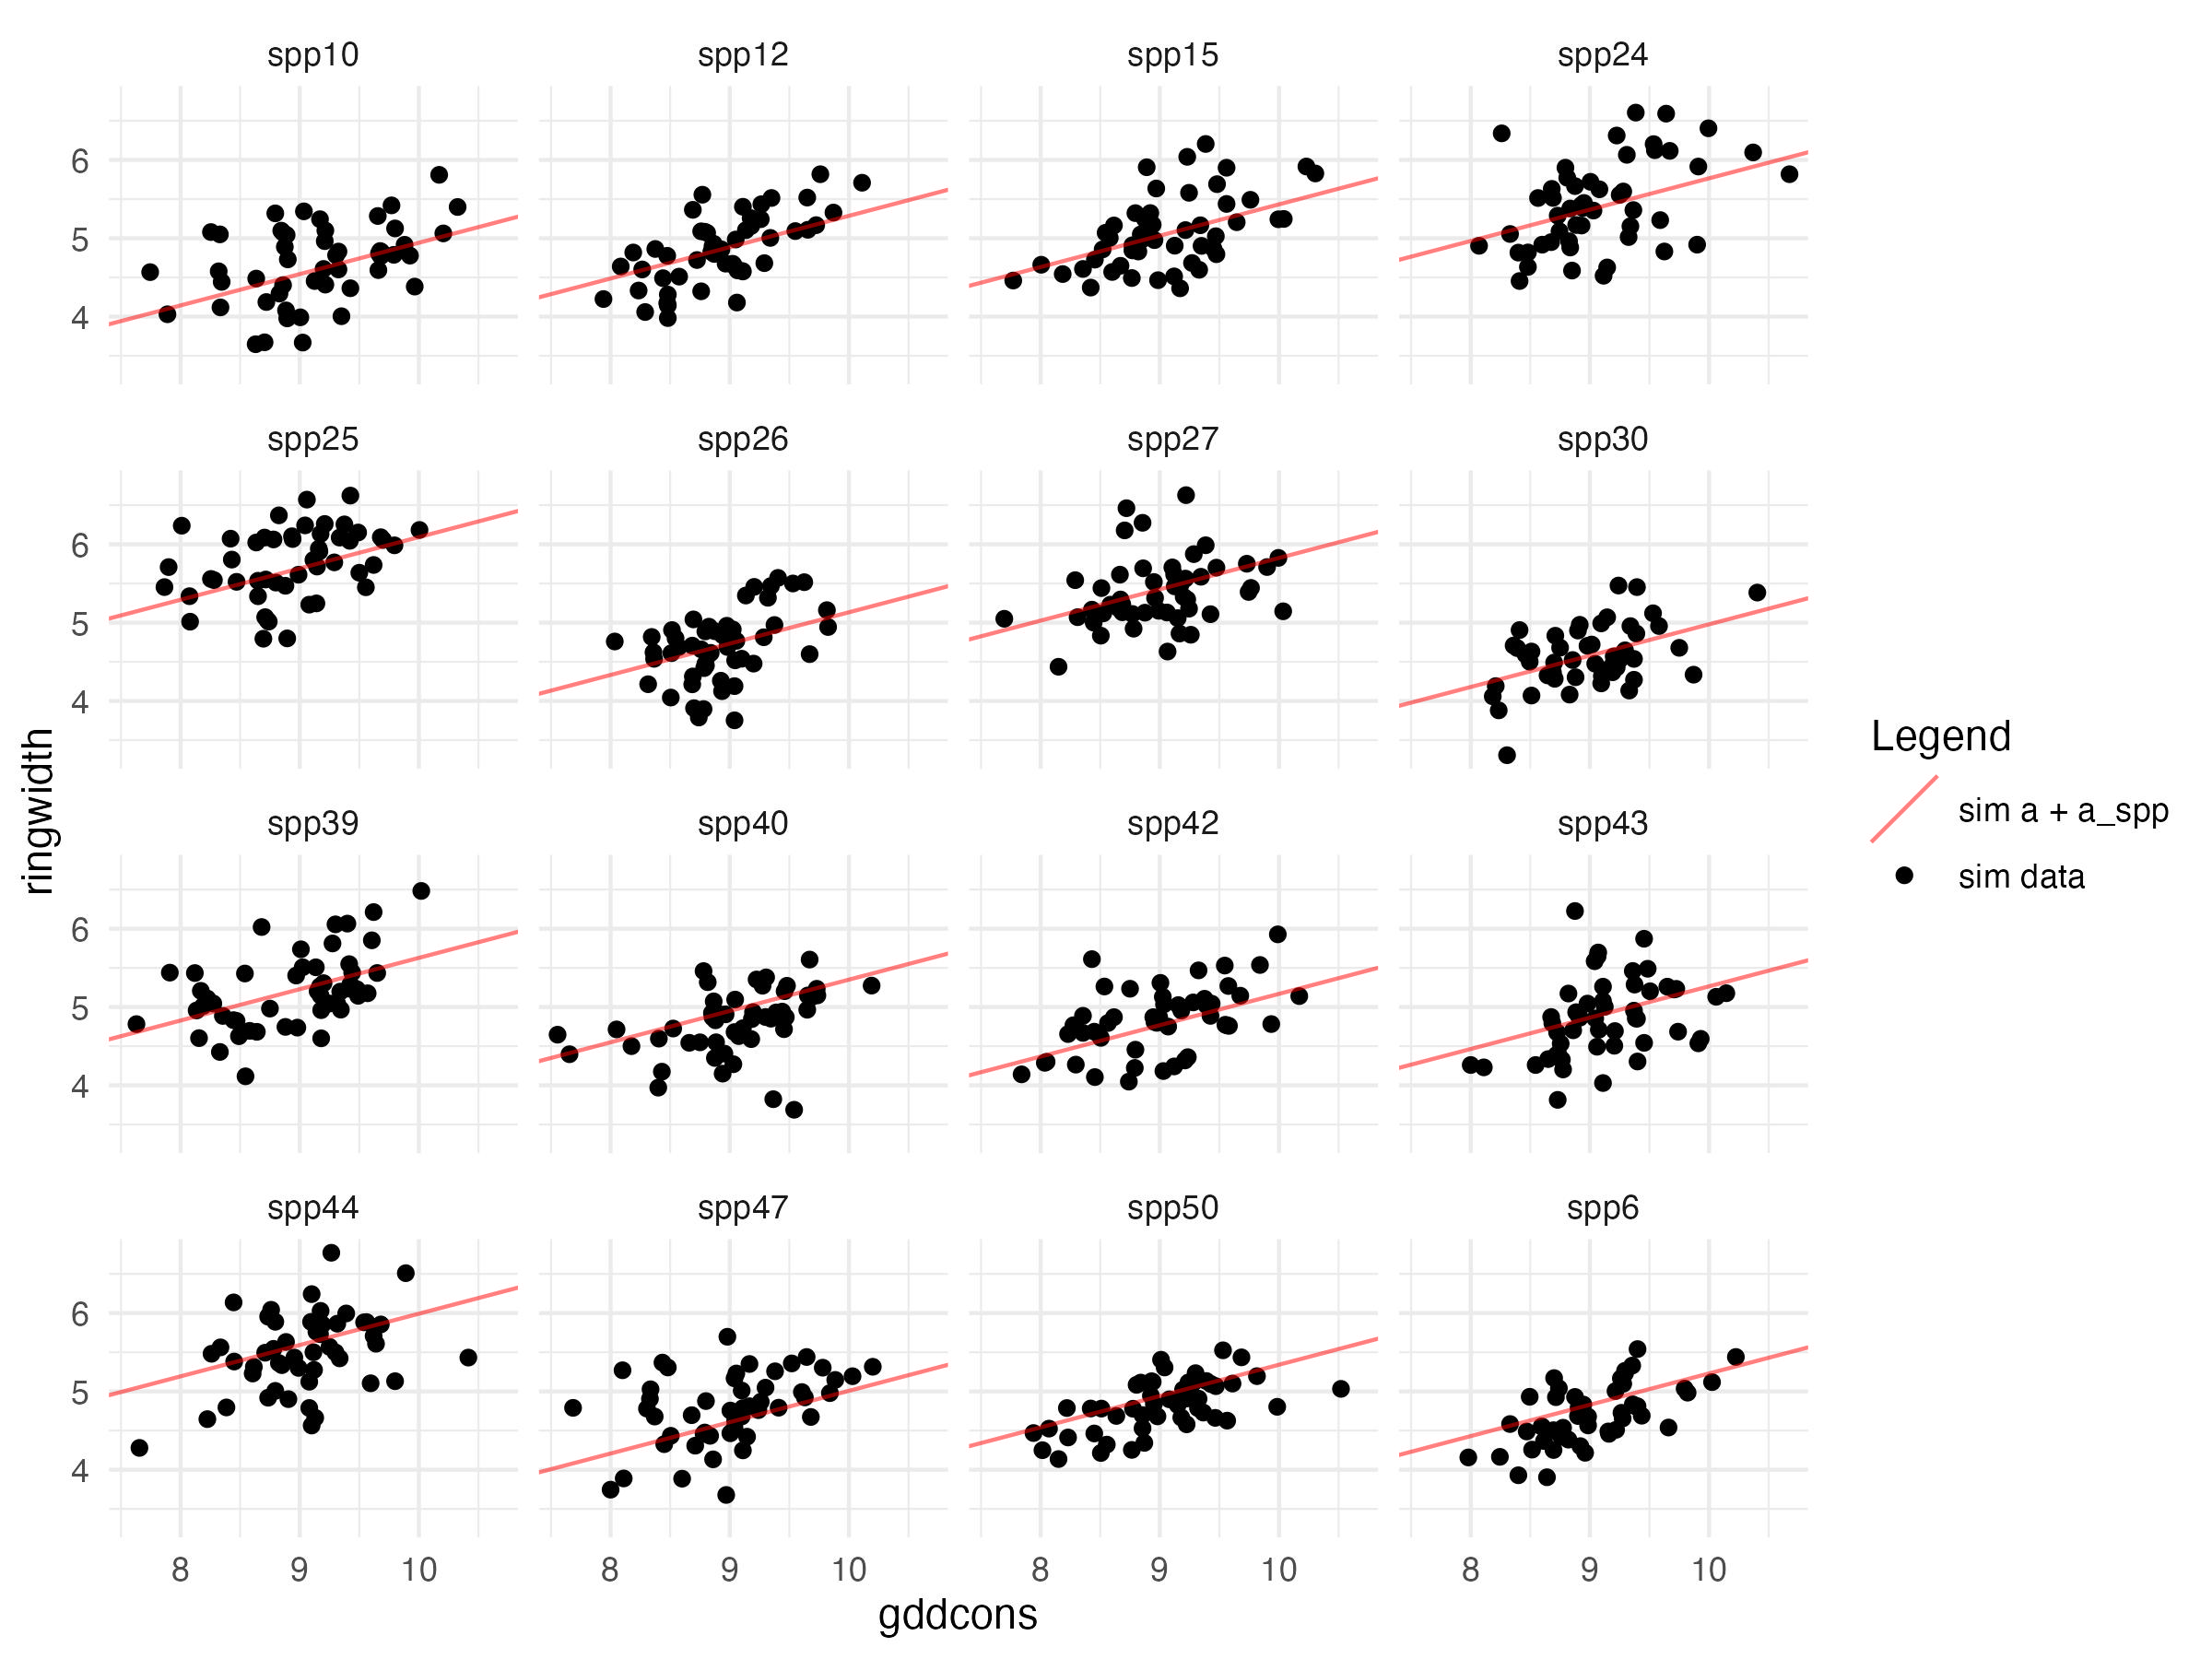 spp10 spp12 spp15 spp24
6
5
4
spp25 spp26 spp27 spp30
6
5
4
spp39 spp40 spp42 spp43
6
5
4
spp44 spp47 spp50 spp6
6
5
4
8 9 10 8 9 10 8 9 10 8 9 10
gddcons
ringwidth
Legend
sim a + a_spp
sim data